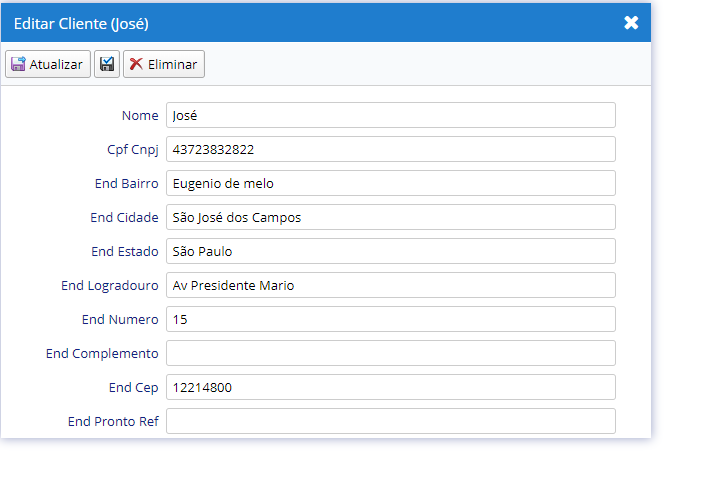 Editar Cliente (José)
Atualizar Eliminar
Nome José
Cpf Cnpj 43723832822
End Bairro Eugenio de melo
End Cidade São José dos Campos
End Estado São Paulo
End Logradouro Av Presidente Mario
End Numero 15
End Complemento
End Cep 12214800
End Pronto Ref